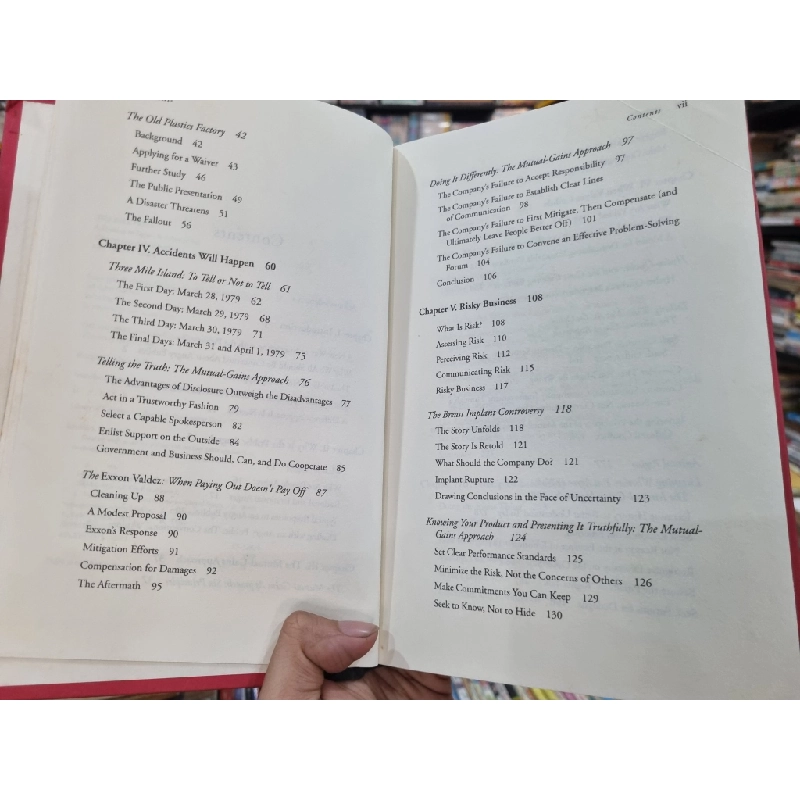 The Old Plastics Factory 42
Background 42
Applying for a Waiver 43
Further Study 46
The Public Presentation 49
A Disaster Threatens 51
The Fallout 56
Chapter IV. Accidents Will Happen 60
Three Mile Island: To Tell or Not to Tell 61
The First Day: March 28, 1979 62
The Second Day: March 29, 1979 68
The Third Day: March 30, 1979 71
The Final Days: March 31 and April 1, 1979 75
Telling the Truth: The Mutual-Gains Approach 76
The Advantages of Disclosure Outweigh the Disadvantages 77
Act in a Trustworthy Fashion 79
Select a Capable Spokesperson 82
Enlist Support on the Outside 84
Government and Business Should, Can, and Do Cooperate 85
The Exxon Valdez: When Paying Out Doesn't Pay Off 87
Cleaning Up 98
A Modest Proposal 90
Exxon's Response 90
Mitigation Efforts 91
Compensation for Damages 92
The Aftermath 95
Contents vii
Doing It Differently: The Mutual-Gains Approach 97
The Company's Failure to Accept Responsibility 97
The Company's Failure to Establish Clear Lines
of Communication 98
The Company's Failure to First Mitigate, Then Compensate (and
Ultimately Leave People Better Off) 101
The Company's Failure to Convene an Effective Problem-Solving
Forum 104
Conclusion 106
Chapter V. Risky Business 108
What Is Risk? 108
Assessing Risk 110
Perceiving Risk 112
Communicating Risk 115
Risky Business 117
The Breast Implant Controversy 118
The Story Unfolds 118
The Story Is Retold 121
What Should the Company Do? 121
Implant Rupture 122
Drawing Conclusions in the Face of Uncertainty 123
Knowing Your Product and Presenting It Truthfully: The Mutual-
Gains Approach 124
Set Clear Performance Standards 125
Minimize the Risk, Not the Concerns of Others 126
Make Commitments You Can Keep 129
Seek to Know, Not to Hide 130